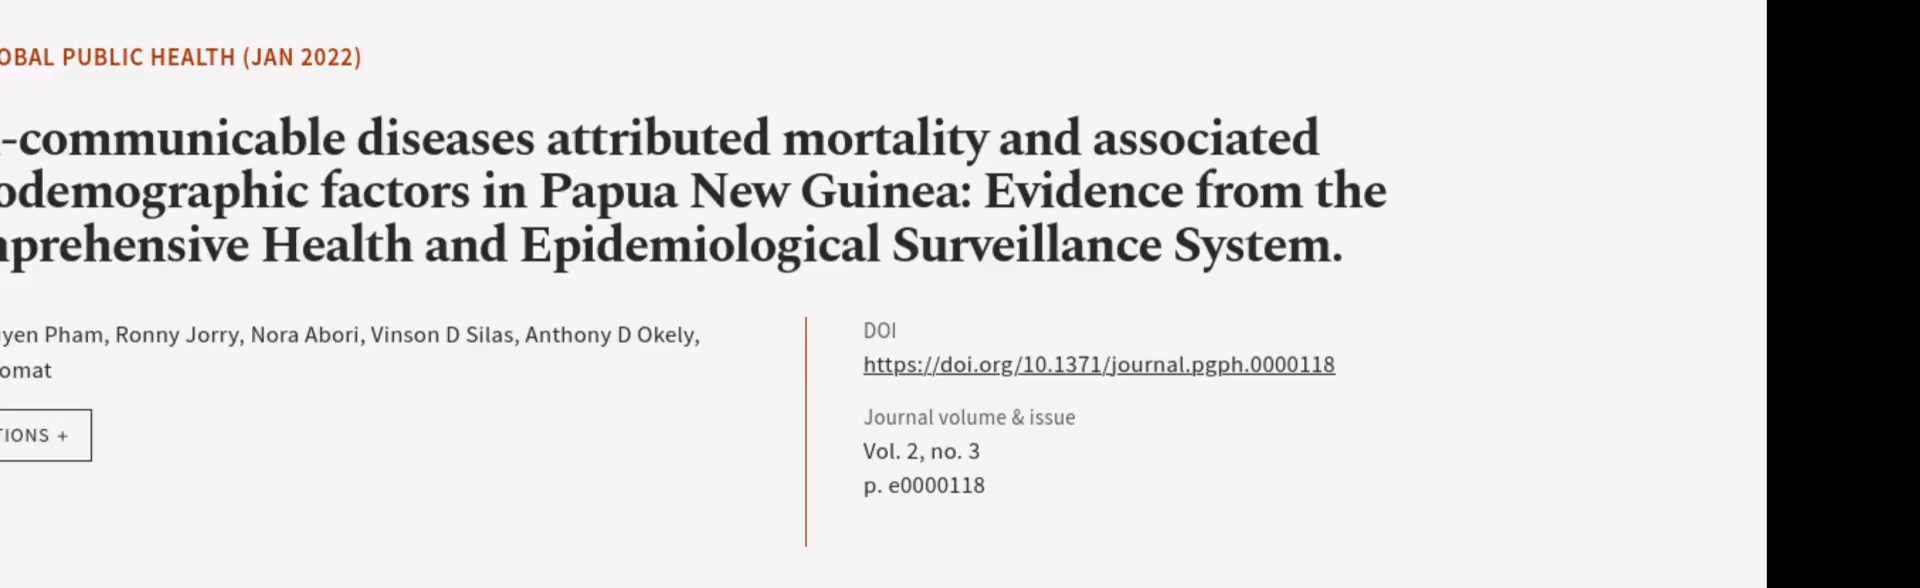 OBAL PUBLIC HEALTH (JAN 2022)
-communicable diseases attributed mortality and associated
odemographic factors in Papua New Guinea: Evidence from the
mprehensive Health and Epidemiological Surveillance System.
yen Pham, Ronny Jorry, Nora Abori, Vinson D Silas, Anthony D Okely,
omat
TIONS +
DOI
https://doi.org/10.1371/journal.pgph.0000118
Journal volume & issue
Vol. 2, no. 3
p. e0000118